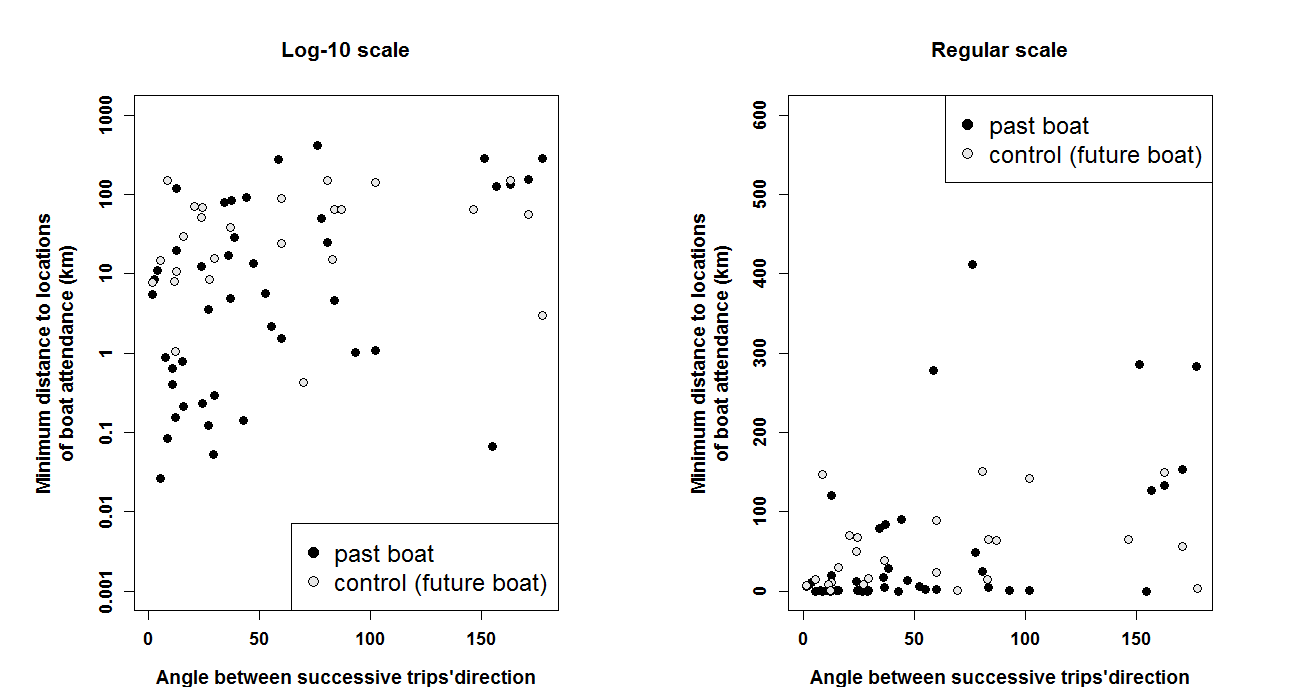 Log-10 scale
Minimum distance to locations
of boat attendance (km)
1000
100
10
1
0.1
0.01
0.001
past boat
control (future boat)
0 50 100 150
Angle between successive trips'direction
Regular scale
Minimum distance to locations
of boat attendance (km)
600
500
400
300
200
100
0
past boat
control (future boat)
0 50 100 150
Angle between successive trips'direction